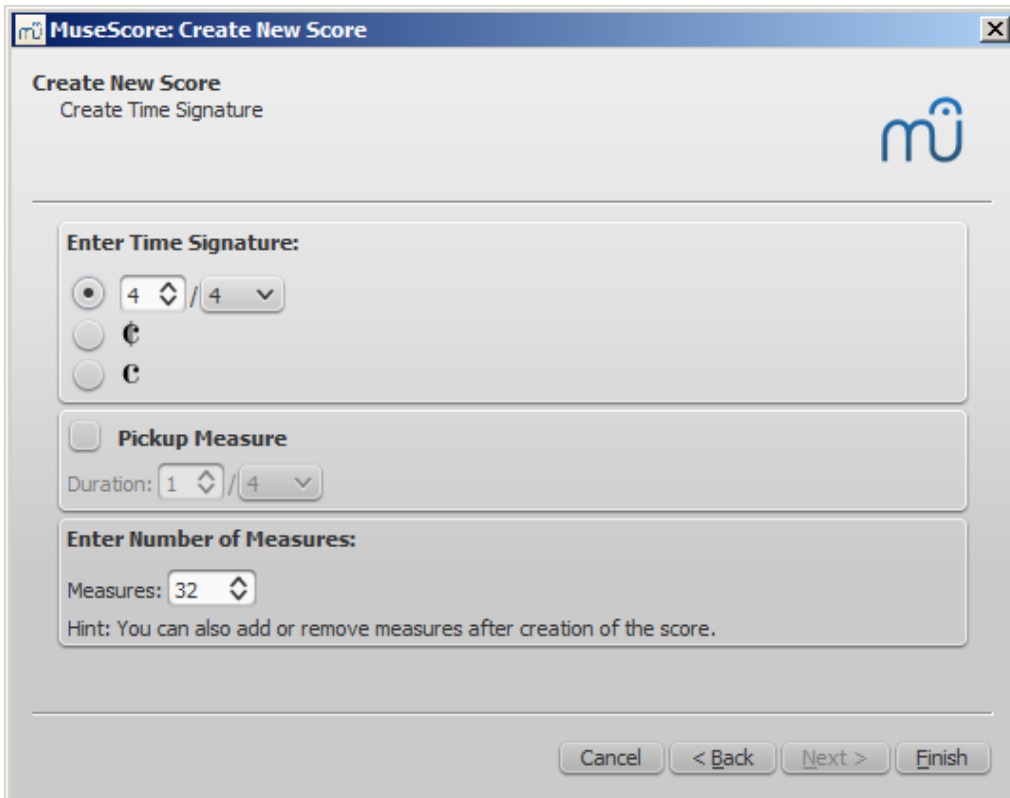 MuseScore: Create New Score
Create New Score
Create Time Signature
Enter Time Signature:
4 / 4
¢
C
Pickup Measure
Duration: 1 / 4
Enter Number of Measures:
Measures: 32
Hint: You can also add or remove measures after creation of the score.
Cancel < Back Next > Finish